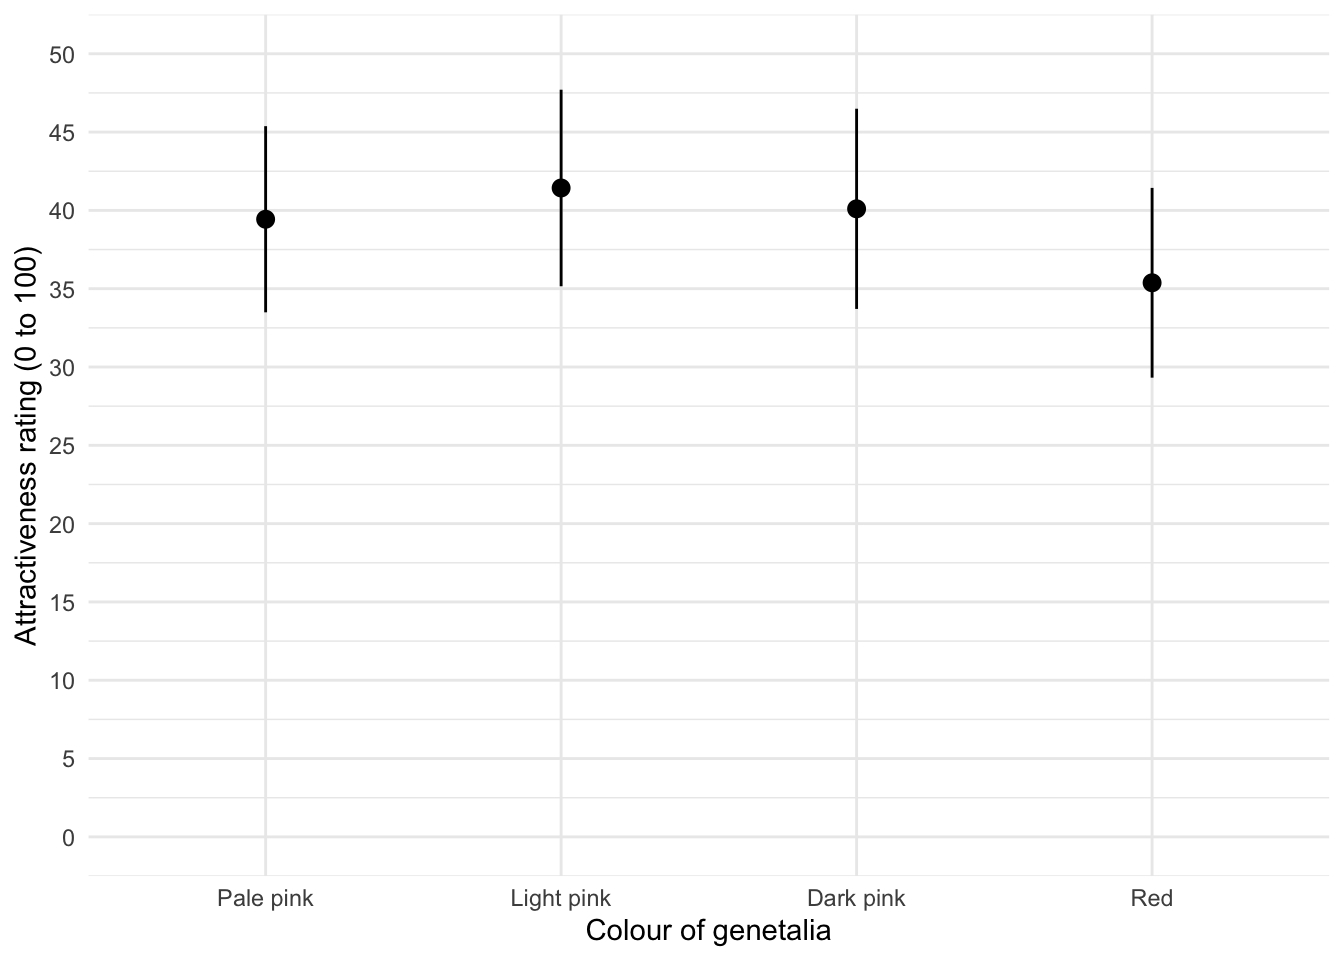 Attractiveness rating (0 to 100)
50
45
40
35
30
25
20
15
10
5
0
Pale pink
Light pink
Dark pink
Red
Colour of genetalia